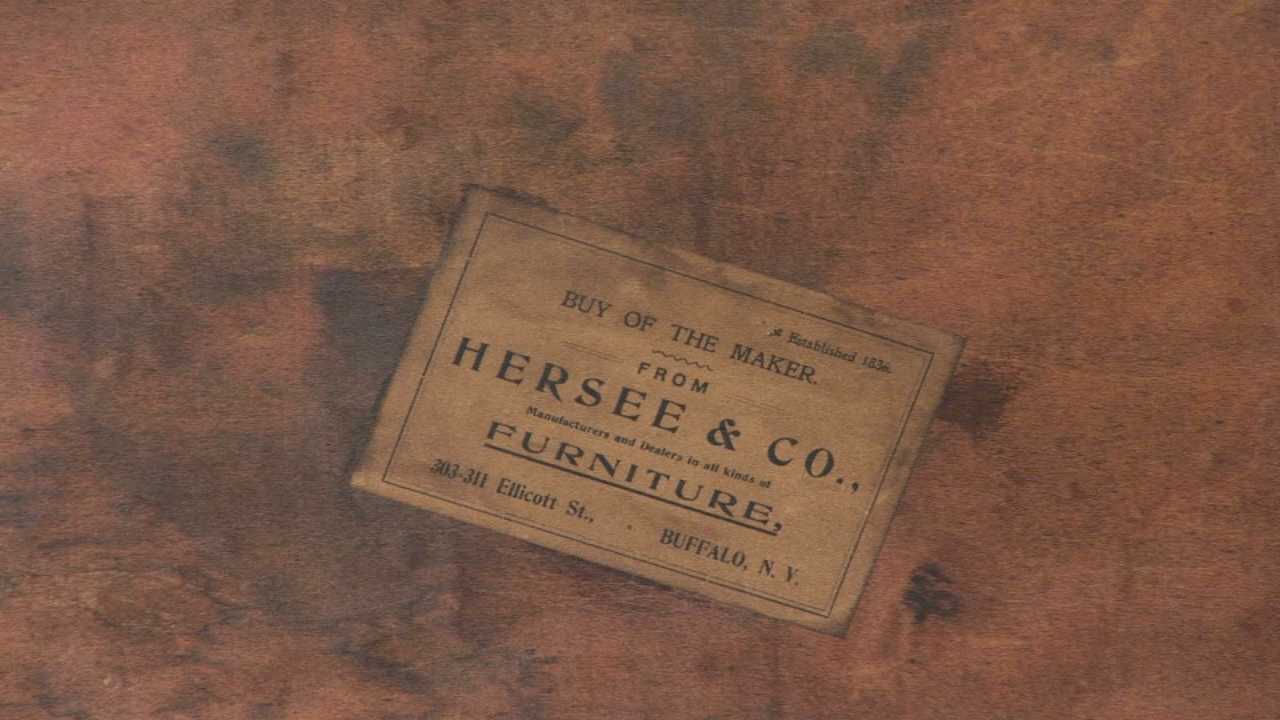 Established 1836.
BUY OF THE MAKER.
FROM
HERSEE & CO.,
Manufacturers and Dealers in all kinds of
FURNITURE,
303-311 Ellicott St., BUFFALO, N. Y.